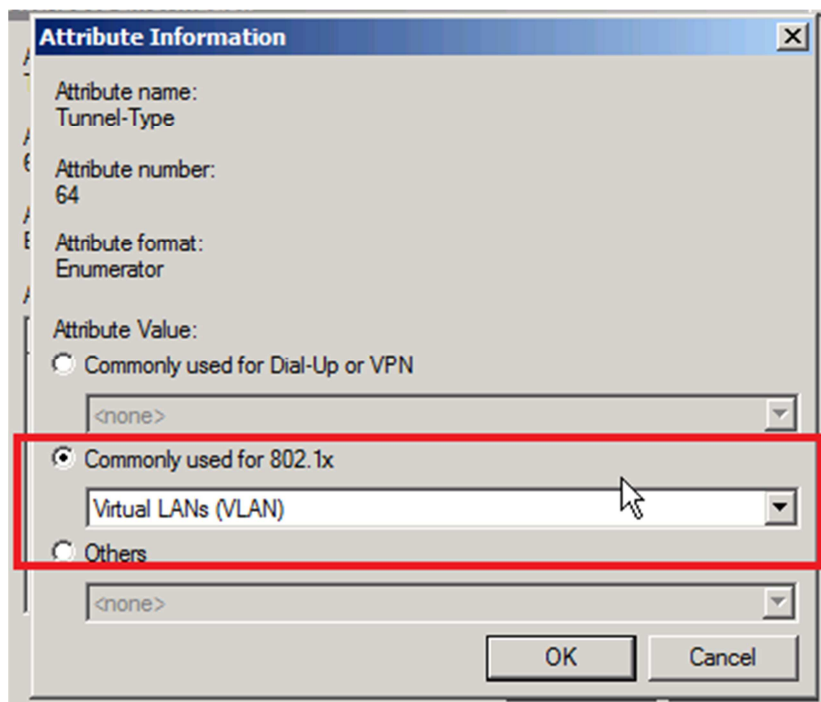 Attribute Information
Attribute name:
Tunnel-Type
Attribute number:
64
Attribute format:
Enumerator
Attribute Value:
Commonly used for Dial-Up or VPN
<none>
Commonly used for 802.1x
Virtual LANs (VLAN)
Others
<none>
OK Cancel